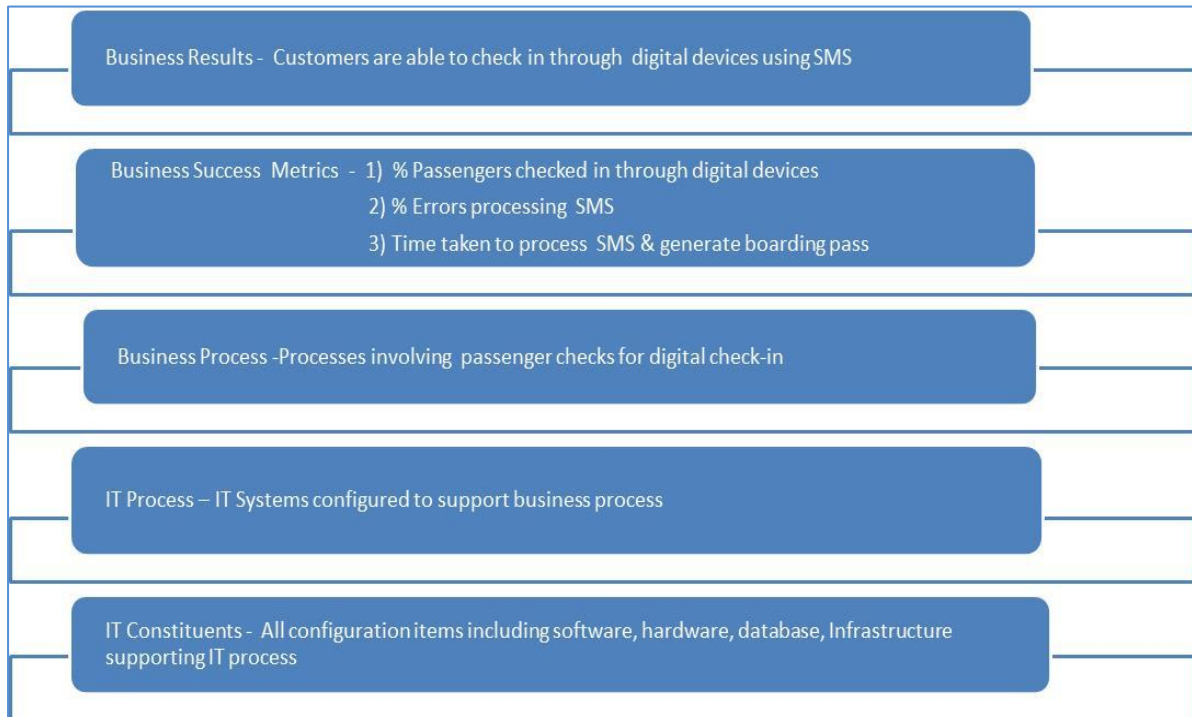 Business Results - Customers are able to check in through digital devices using SMS
Business Success Metrics - 1) % Passengers checked in through digital devices
2) % Errors processing SMS
3) Time taken to process SMS & generate boarding pass
Business Process -Processes involving passenger checks for digital check-in
IT Process – IT Systems configured to support business process
IT Constituents - All configuration items including software, hardware, database, Infrastructure
supporting IT process